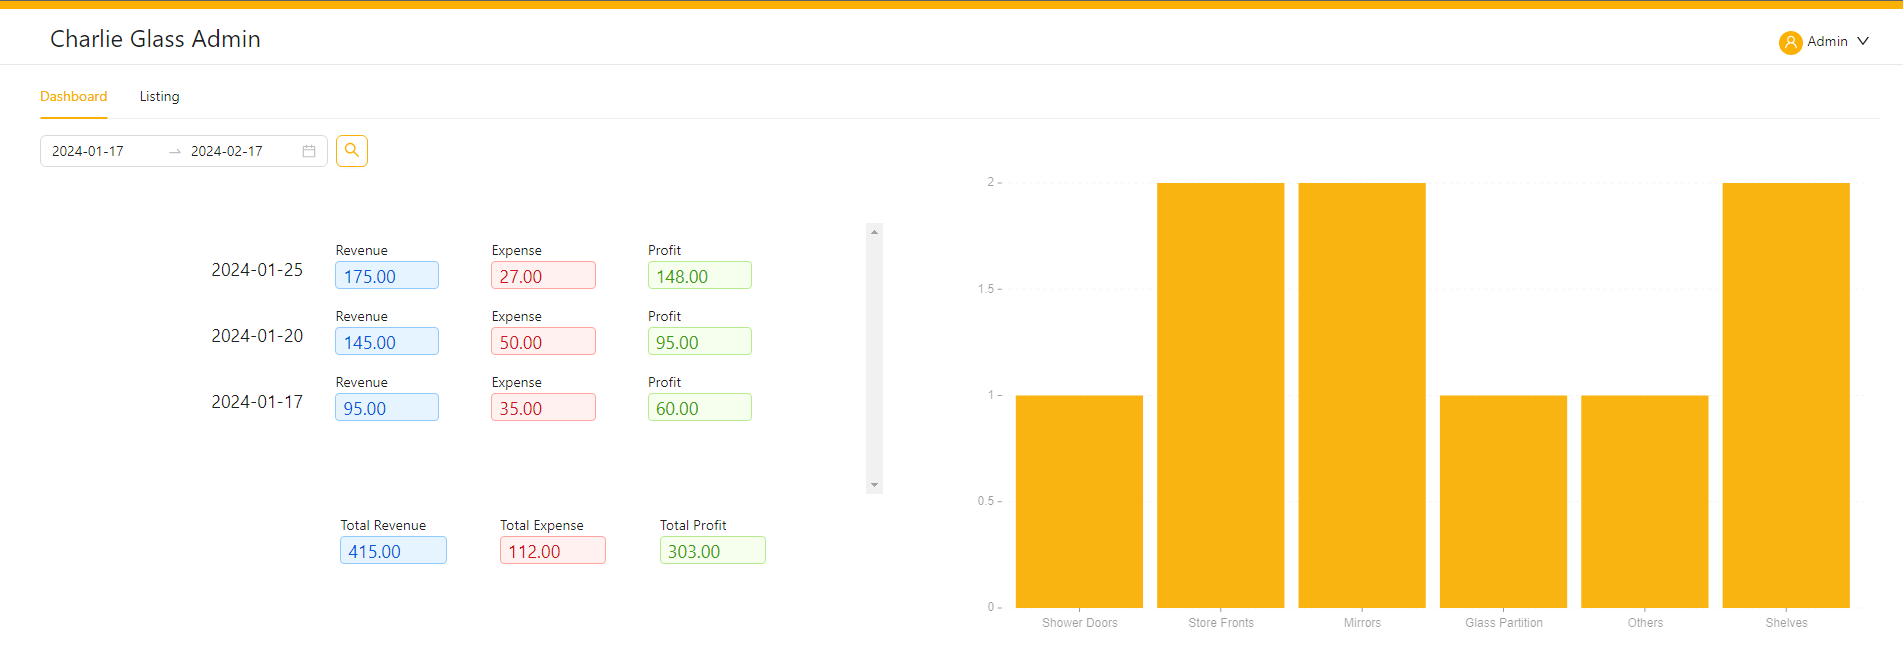 Charlie Glass Admin
Admin
Dashboard Listing
2024-01-17 2024-02-17
2024-01-25
Revenue Expense Profit
175.00 27.00 148.00
2024-01-20
Revenue Expense Profit
145.00 50.00 95.00
2024-01-17
Revenue Expense Profit
95.00 35.00 60.00
Total Revenue Total Expense Total Profit
415.00 112.00 303.00
2
1.5
1
0.5
0
Shower Doors Store Fronts Mirrors Glass Partition Others Shelves